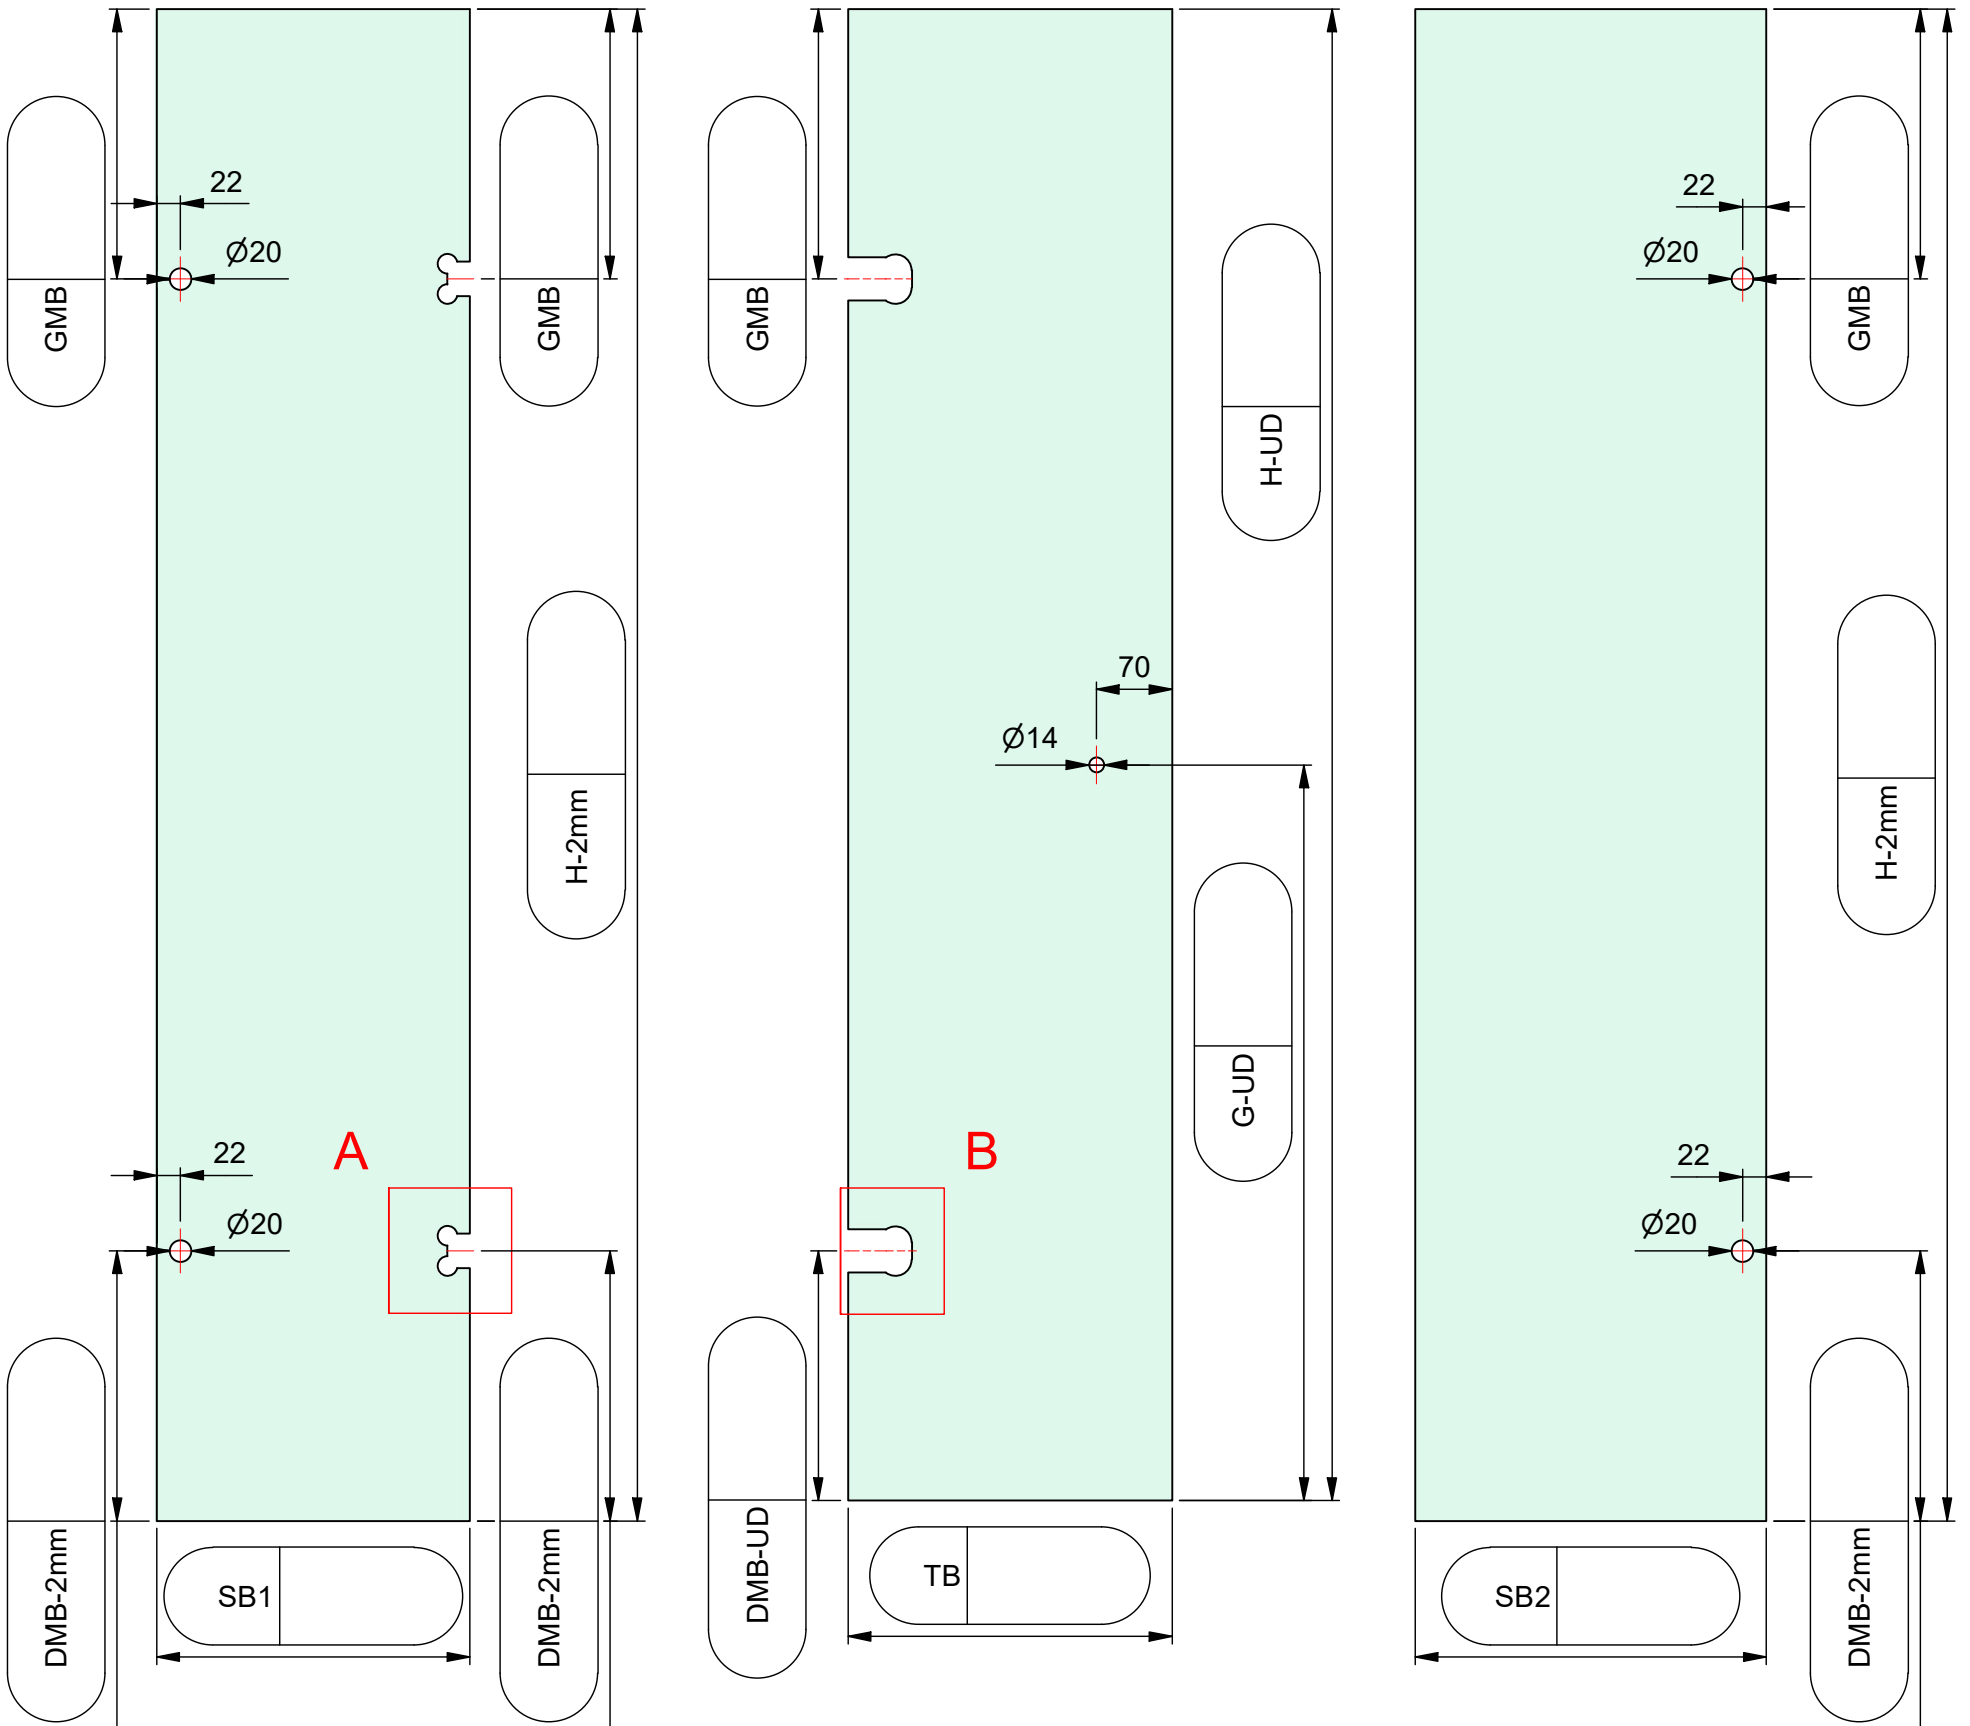 22
Ø20
GMB
GMB
H-2mm
22
Ø20
A
DMB-2mm
DMB-2mm
SB1
GMB
H-UD
70
Ø14
G-UD
B
DMB-UD
TB
22
Ø20
GMB
H-2mm
22
Ø20
DMB-2mm
SB2